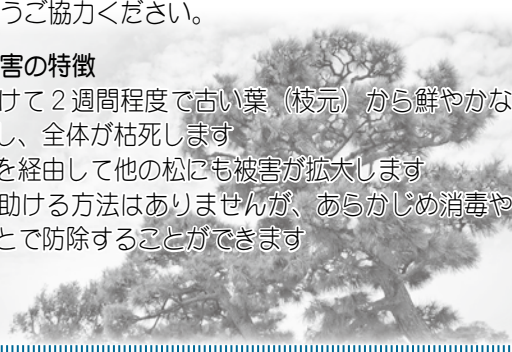 うご協力ください。
害の特徴
けて２週間程度で古い葉（枝元）から鮮やかな
し、全体が枯死します
を経由して他の松にも被害が拡大します
助ける方法はありませんが、あらかじめ消毒や
とで防除することができます